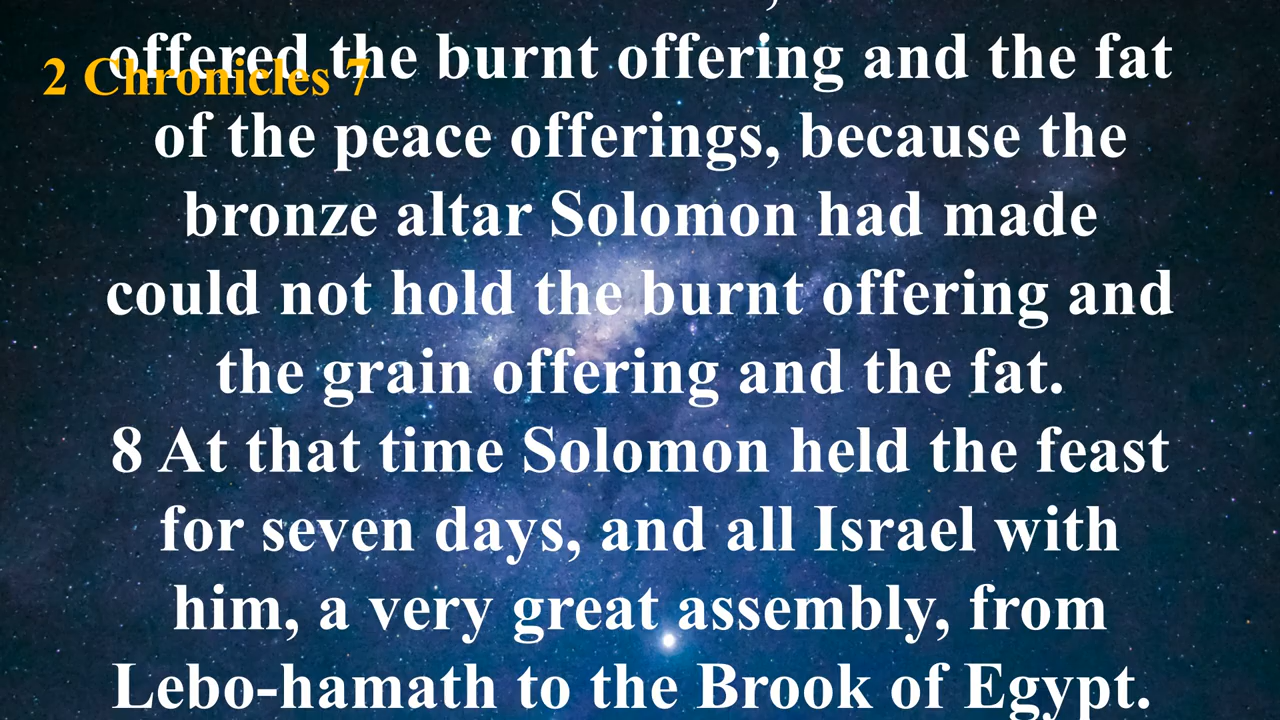 offered the burnt offering and the fat
2 Chronicles 7
of the peace offerings, because the
bronze altar Solomon had made
could not hold the burnt offering and
the grain offering and the fat.
8 At that time Solomon held the feast
for seven days, and all Israel with
him, a very great assembly, from
Lebo-hamath to the Brook of Egypt.